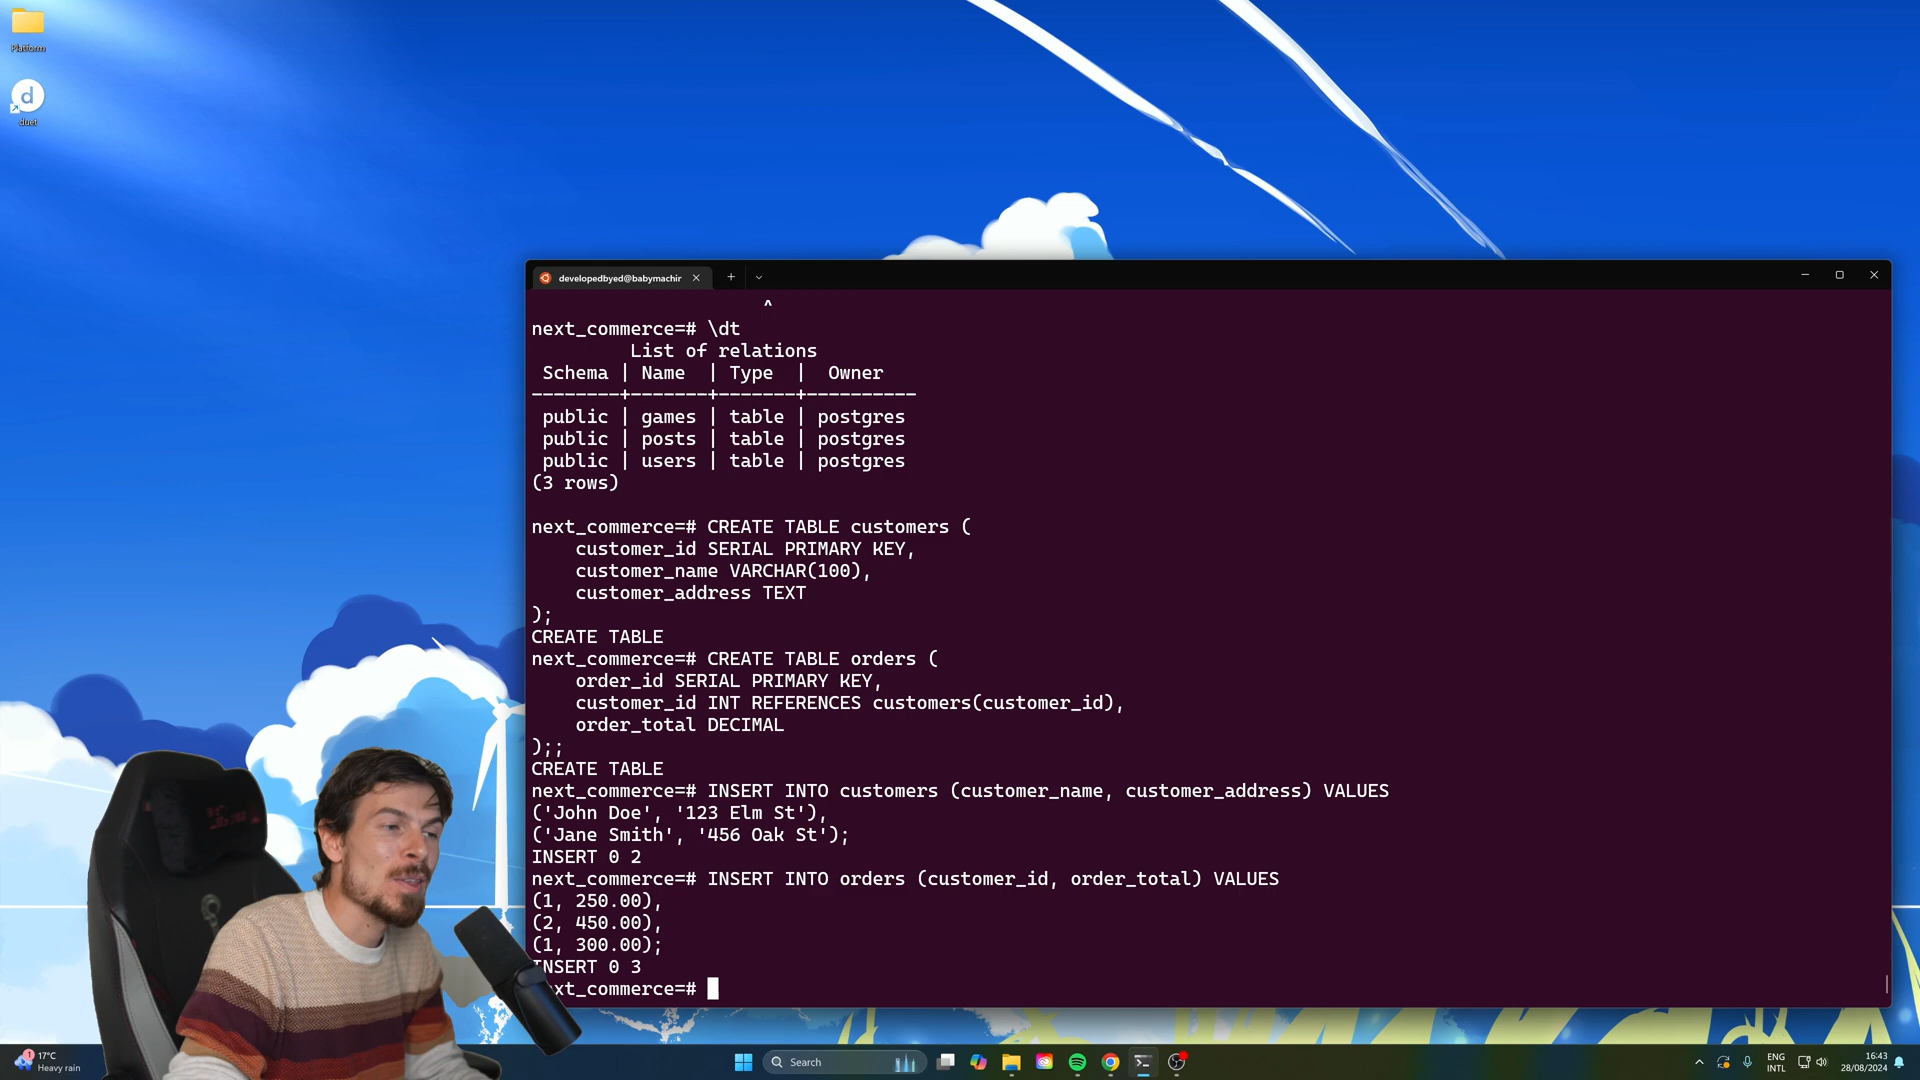 Platform
duet
developedbyed@babymachir
^
next_commerce=# \dt
List of relations
Schema | Name | Type | Owner
--------+-------+-------+----------
public | games | table | postgres
public | posts | table | postgres
public | users | table | postgres
(3 rows)
next_commerce=# CREATE TABLE customers (
customer_id SERIAL PRIMARY KEY,
customer_name VARCHAR(100),
customer_address TEXT
);
CREATE TABLE
next_commerce=# CREATE TABLE orders (
order_id SERIAL PRIMARY KEY,
customer_id INT REFERENCES customers(customer_id),
order_total DECIMAL
);;
CREATE TABLE
next_commerce=# INSERT INTO customers (customer_name, customer_address) VALUES
('John Doe', '123 Elm St'),
('Jane Smith', '456 Oak St');
INSERT 0 2
next_commerce=# INSERT INTO orders (customer_id, order_total) VALUES
(1, 250.00),
(2, 450.00),
(1, 300.00);
NSERT 0 3
xt_commerce=#
1
17°C
Heavy rain
Search
ENG
INTL
16:43
28/08/2024